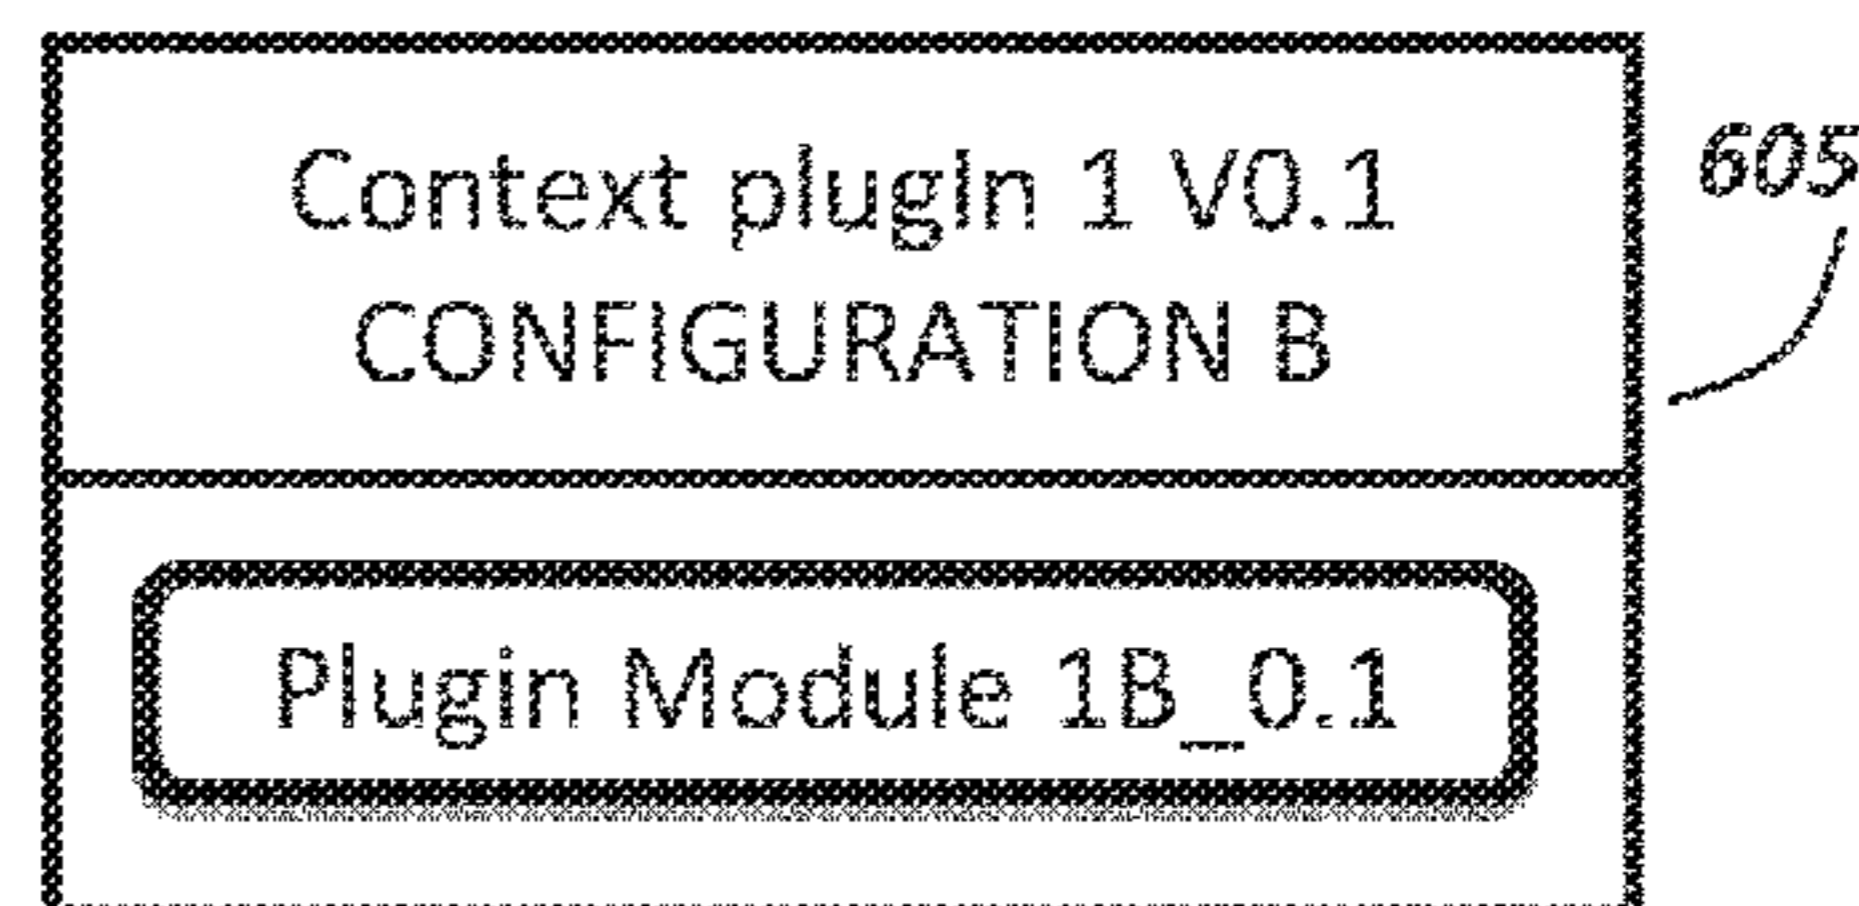 Context plugIn 1 V0.1
605
CONFIGURATION B
Plugin Module 1B_0.1